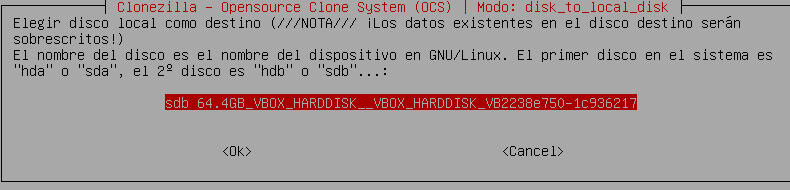 Clonezilla - Opensource Clone System (OCS) | Modo: disk_to_local_disk
Elegir disco local como destino (///NOTA/// ¡Los datos existentes en el disco destino serán
sobrescritos!)
El nombre del disco es el nombre del dispositivo en GNU/Linux. El primer disco en el sistema es
"hda" o "sda", el 2º disco es "hdb" o "sdb"...:
sdb 64.4GB_VBOX_HARDDISK__VBOX_HARDDISK_VB2238e750-1c936217
<Ok> <Cancel>